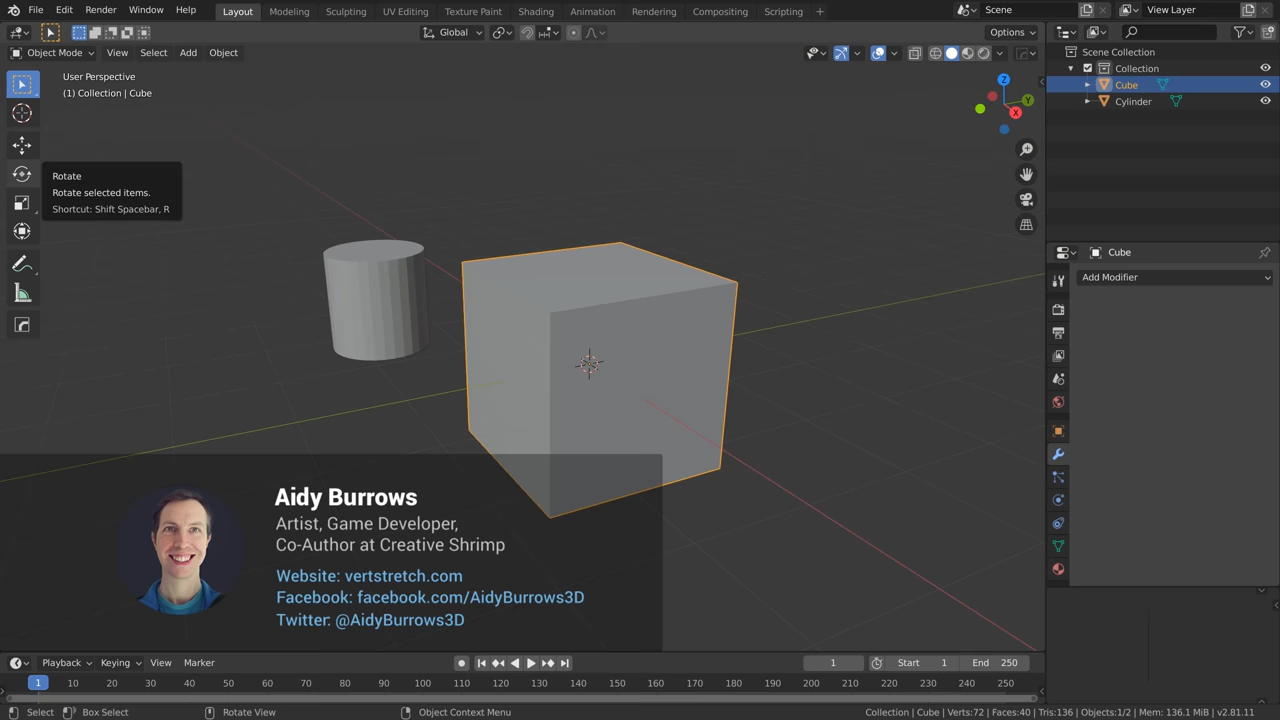 File Edit Render Window Help Layout Modeling Sculpting UV Editing Texture Paint Shading Animation Rendering Compositing Scripting + Scene View Layer
Global Options
Object Mode View Select Add Object
Scene Collection
Collection
Cube
Cylinder
User Perspective
(1) Collection | Cube
Z
Y
X
Rotate
Rotate selected items.
Shortcut: Shift Spacebar, R
Cube
Add Modifier
Aidy Burrows
Artist, Game Developer,
Co-Author at Creative Shrimp
Website: vertstretch.com
Facebook: facebook.com/AidyBurrows3D
Twitter: @AidyBurrows3D
Playback Keying View Marker 1 Start 1 End 250
1 10 20 30 40 50 60 70 80 90 100 110 120 130 140 150 160 170 180 190 200 210 220 230 240 250
Select Box Select Rotate View Object Context Menu Collection | Cube | Verts:72 | Faces:40 | Tris:136 | Objects:1/2 | Mem: 136.1 MiB | v2.81.11